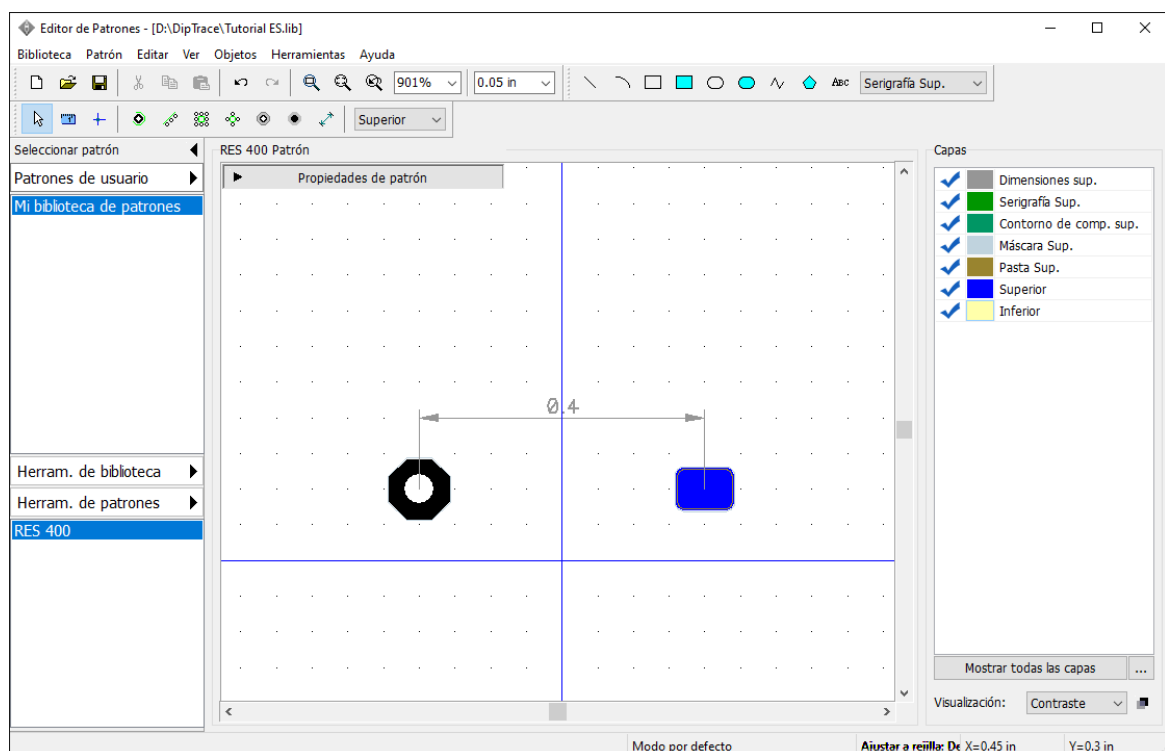 Editor de Patrones - [D:\DipTrace\Tutorial ES.lib]
Biblioteca Patrón Editar Ver Objetos Herramientas Ayuda
901% 0.05 in ABC Serigrafía Sup.
Superior
Seleccionar patrón
Patrones de usuario
Mi biblioteca de patrones
Herram. de biblioteca
Herram. de patrones
RES 400
RES 400 Patrón
Propiedades de patrón
0.4
Capas
Dimensiones sup.
Serigrafía Sup.
Contorno de comp. sup.
Máscara Sup.
Pasta Sup.
Superior
Inferior
Mostrar todas las capas ...
Visualización: Contraste
Modo por defecto Ajustar a rejilla: De X=0.45 in Y=0.3 in